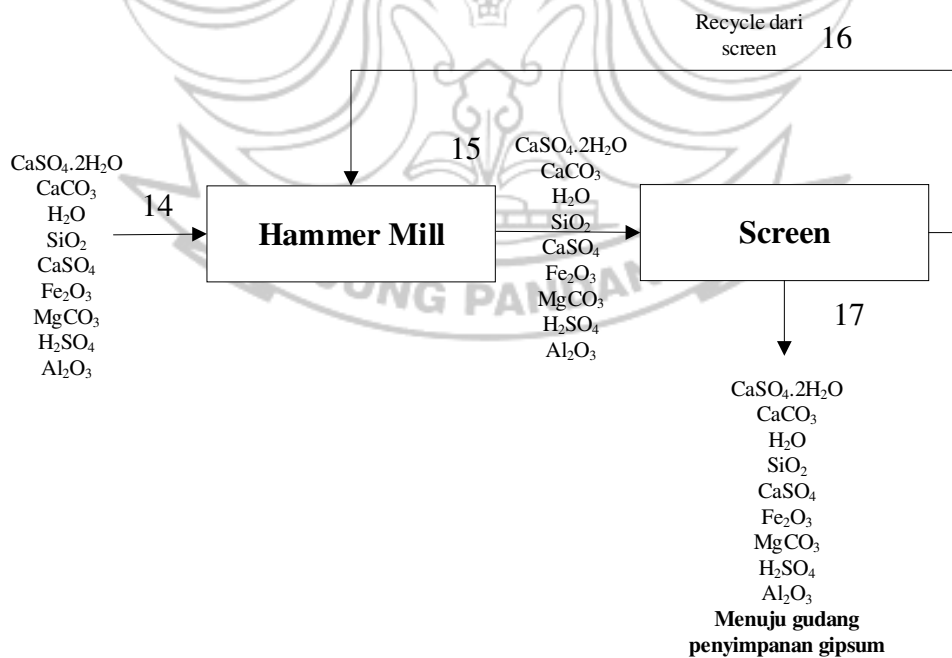 Recycle dari
screen
16
CaSO₄.2H₂O
CaCO₃
H₂O
SiO₂
CaSO₄
Fe₂O₃
MgCO₃
H₂SO₄
Al₂O₃
14
Hammer Mill
15
CaSO₄.2H₂O
CaCO₃
H₂O
SiO₂
CaSO₄
Fe₂O₃
MgCO₃
H₂SO₄
Al₂O₃
Screen
17
CaSO₄.2H₂O
CaCO₃
H₂O
SiO₂
CaSO₄
Fe₂O₃
MgCO₃
H₂SO₄
Al₂O₃
Menuju gudang
penyimpanan gipsum